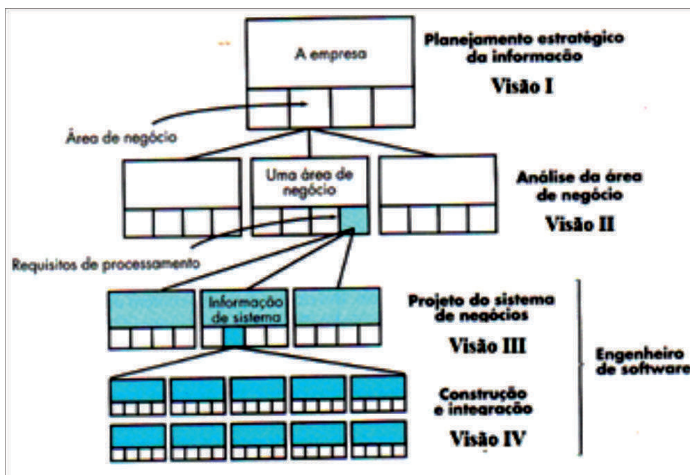 A empresa
Planejamento estratégico
da informação
Visão I
Área de negócio
Uma área de
negócio
Análise da área
de negócio
Visão II
Requisitos de processamento
Informação
de sistema
Projeto do sistema
de negócios
Visão III
Engenheiro
de software
Construção
e integração
Visão IV